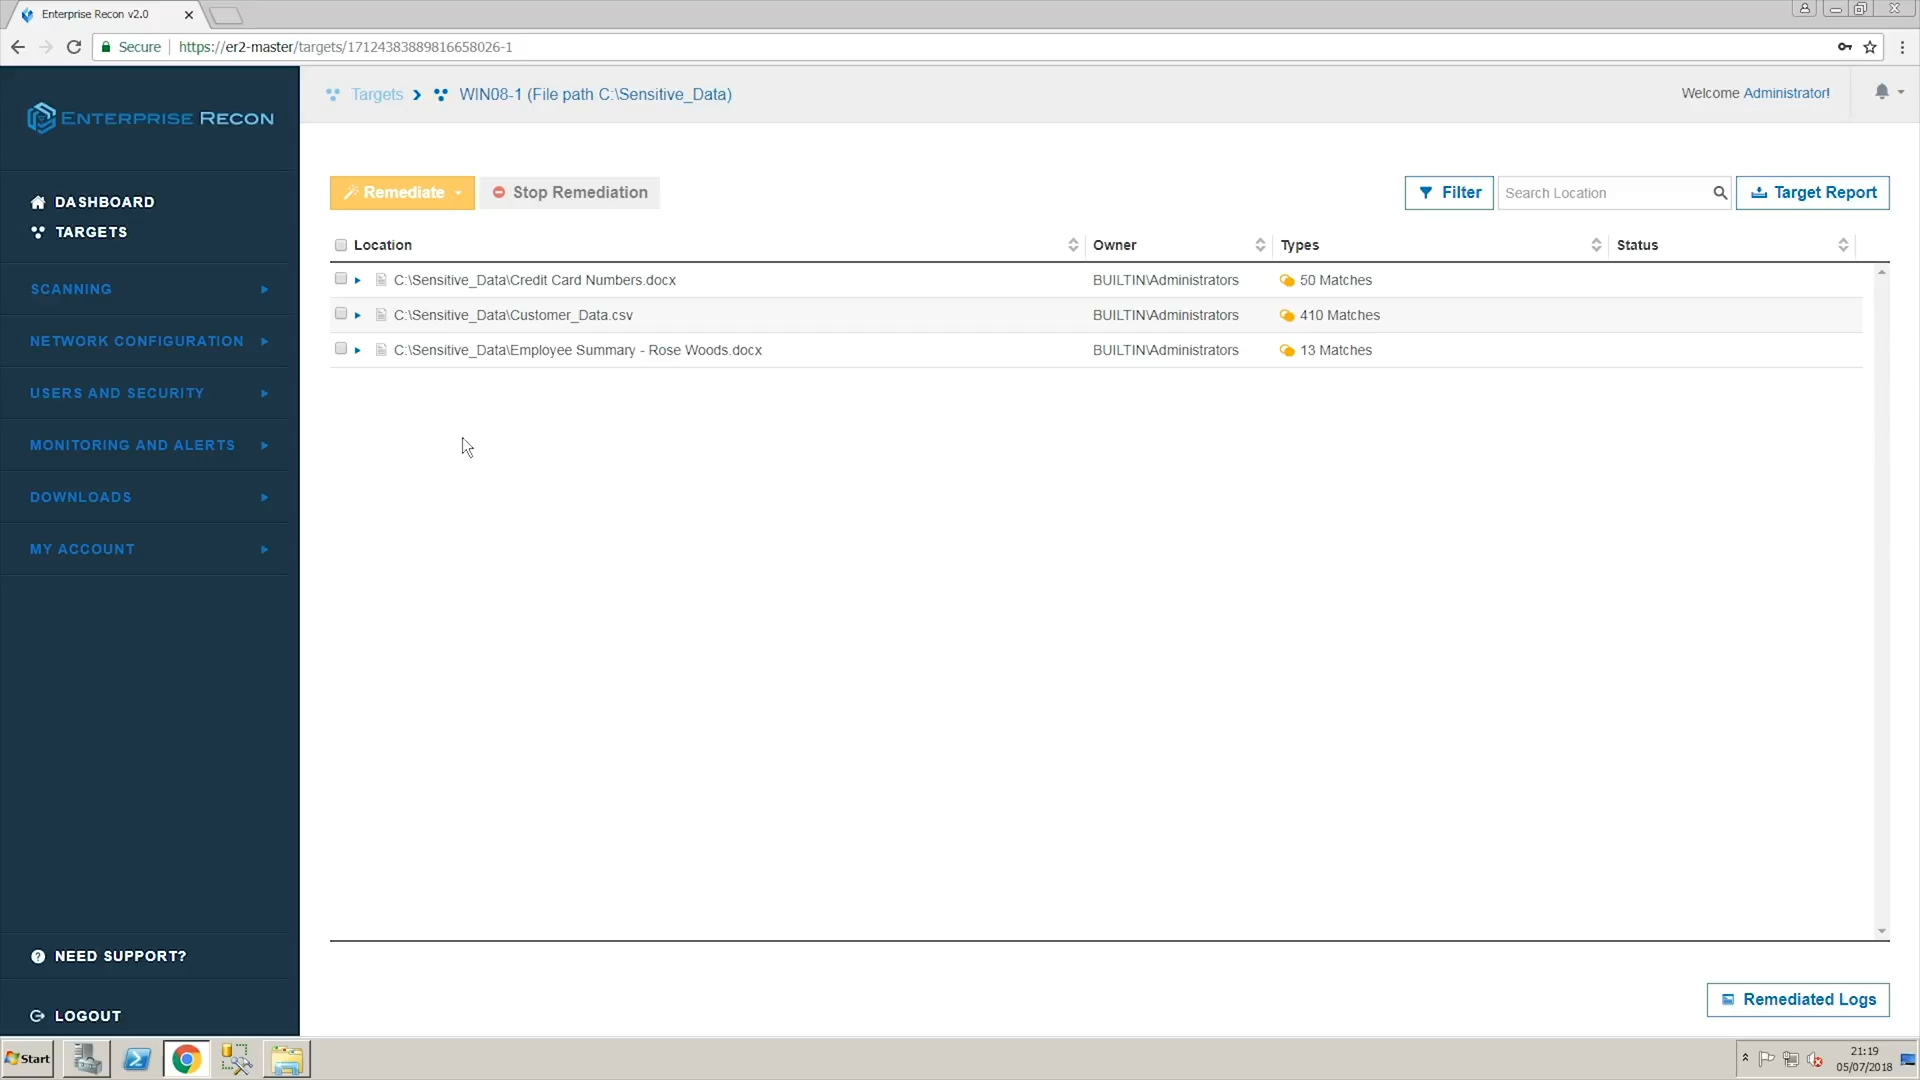 Enterprise Recon v2.0
Secure https://er2-master/targets/17124383889816658026-1
ENTERPRISE RECON
Targets WIN08-1 (File path C:\Sensitive_Data)
Welcome Administrator!
DASHBOARD
TARGETS
SCANNING
NETWORK CONFIGURATION
USERS AND SECURITY
MONITORING AND ALERTS
DOWNLOADS
MY ACCOUNT
NEED SUPPORT?
LOGOUT
Remediate Stop Remediation Filter Search Location Target Report
Location Owner Types Status
C:\Sensitive_Data\Credit Card Numbers.docx BUILTIN\Administrators 50 Matches
C:\Sensitive_Data\Customer_Data.csv BUILTIN\Administrators 410 Matches
C:\Sensitive_Data\Employee Summary - Rose Woods.docx BUILTIN\Administrators 13 Matches
Remediated Logs
Start
21:19
05/07/2018